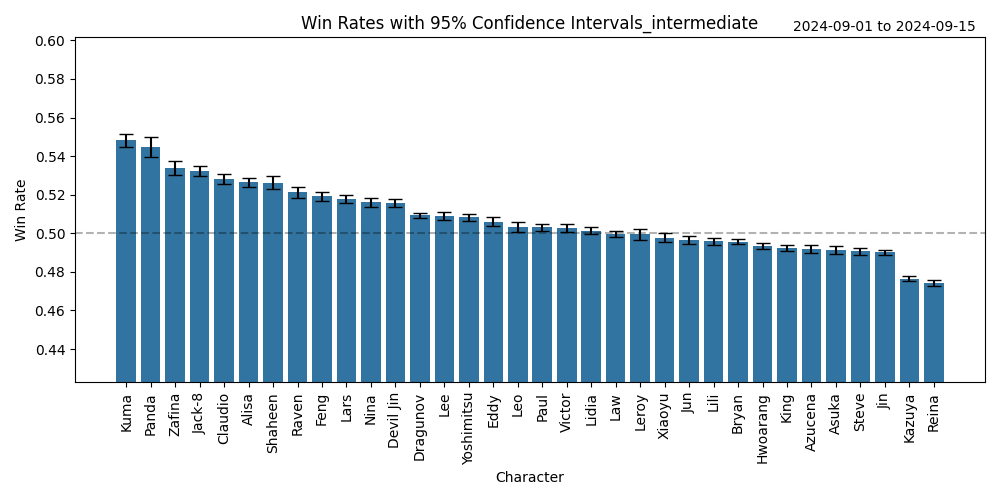 Win Rates with 95% Confidence Intervals_intermediate
2024-09-01 to 2024-09-15
Win Rate
0.60
0.58
0.56
0.54
0.52
0.50
0.48
0.46
0.44
Kuma
Panda
Zafina
Jack-8
Claudio
Alisa
Shaheen
Raven
Feng
Lars
Nina
Devil Jin
Dragunov
Lee
Yoshimitsu
Eddy
Leo
Paul
Victor
Lidia
Law
Leroy
Xiaoyu
Jun
Lili
Bryan
Hwoarang
King
Azucena
Asuka
Steve
Jin
Kazuya
Reina
Character